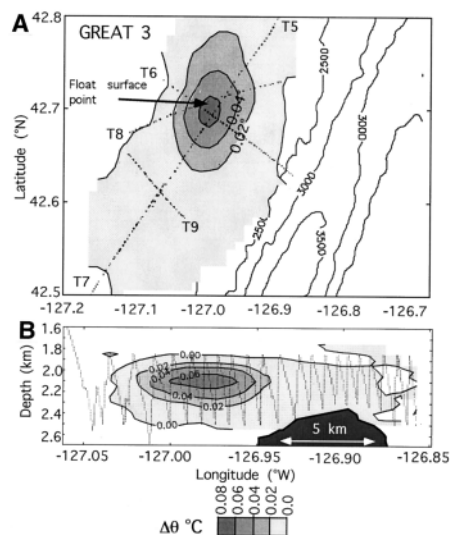 A
GREAT 3
42.8
T5
2500
T6
Float surface
point
0.04
3000
42.7
0.02°
T8
Latitude (°N)
3000
42.6
T9
2500
3500
T7
42.5
-127.2 -127.1 -127.0 -126.9 -126.8 -126.7
B
1.6
0.00
1.8
0.02
0.04
0.06
2.0
Depth (km)
2.2
0.04
0.02
2.4
0.00
5 km
2.6
-127.05 -127.00 -126.95 -126.90 -126.85
Longitude (°W)
0.08
0.06
0.04
0.02
0.0
Δθ °C